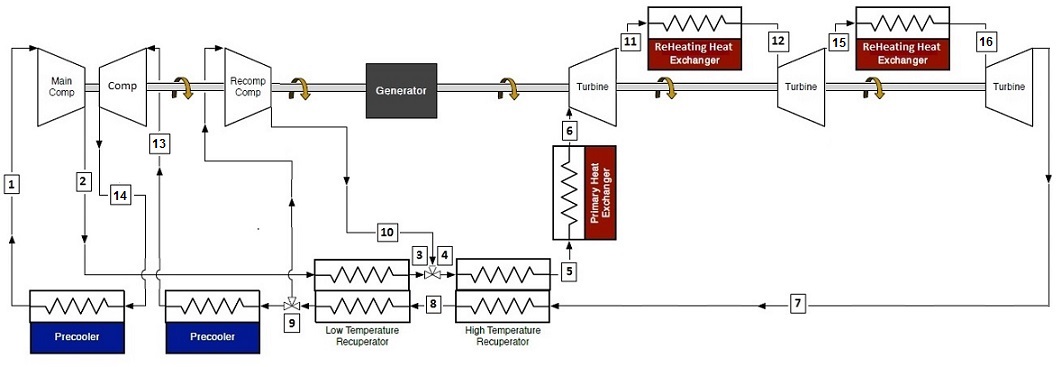 11
ReHeating Heat
Exchanger
12
15
ReHeating Heat
Exchanger
16
Main
Comp
Comp
Recomp
Comp
Generator
Turbine
Turbine
Turbine
13
6
1
2
14
Primary Heat
Exchanger
10
3
4
5
8
7
9
Precooler
Precooler
Low Temperature
Recuperator
High Temperature
Recuperator